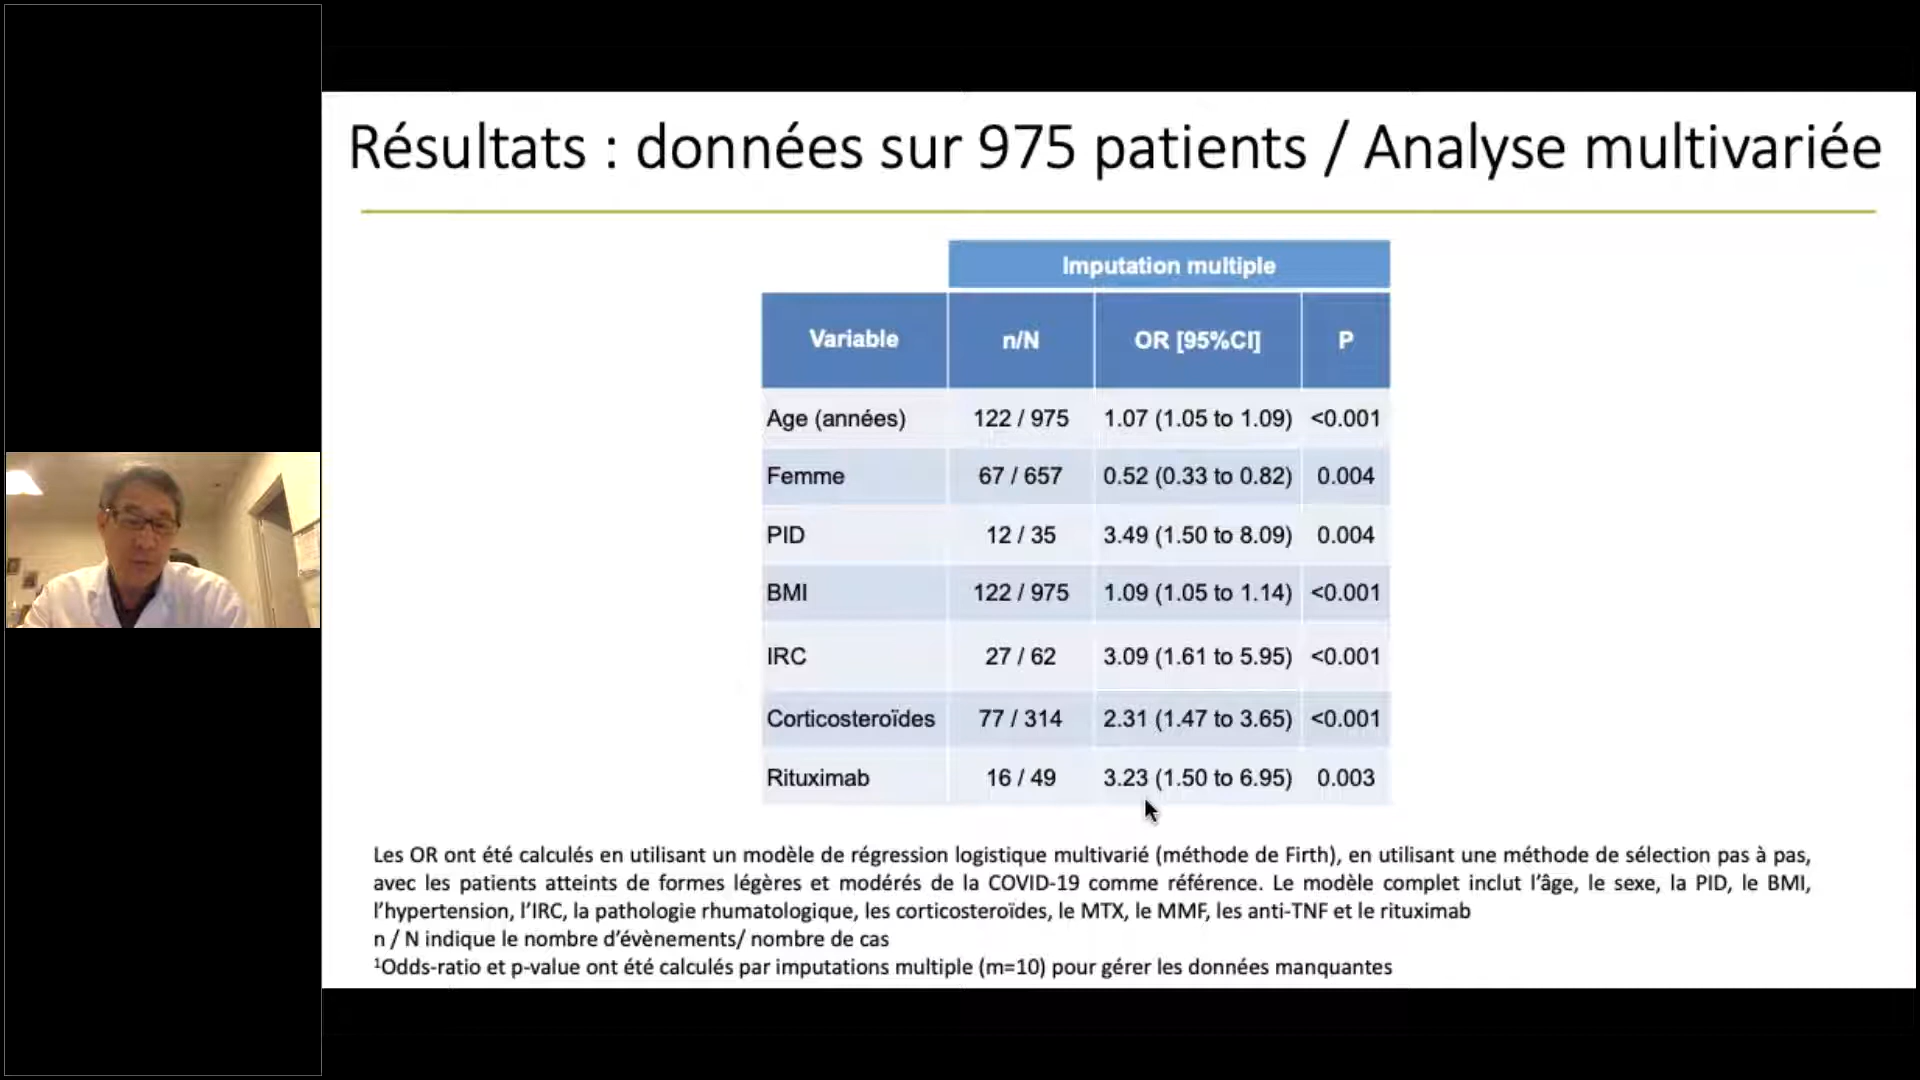 Résultats : données sur 975 patients / Analyse multivariée
Imputation multiple
Variable n/N OR [95%CI] P
Age (années) 122 / 975 1.07 (1.05 to 1.09) <0.001
Femme 67 / 657 0.52 (0.33 to 0.82) 0.004
PID 12 / 35 3.49 (1.50 to 8.09) 0.004
BMI 122 / 975 1.09 (1.05 to 1.14) <0.001
IRC 27 / 62 3.09 (1.61 to 5.95) <0.001
Corticosteroïdes 77 / 314 2.31 (1.47 to 3.65) <0.001
Rituximab 16 / 49 3.23 (1.50 to 6.95) 0.003
Les OR ont été calculés en utilisant un modèle de régression logistique multivarié (méthode de Firth), en utilisant une méthode de sélection pas à pas,
avec les patients atteints de formes légères et modérés de la COVID-19 comme référence. Le modèle complet inclut l’âge, le sexe, la PID, le BMI,
l’hypertension, l’IRC, la pathologie rhumatologique, les corticosteroïdes, le MTX, le MMF, les anti-TNF et le rituximab
n / N indique le nombre d’évènements/ nombre de cas
¹Odds-ratio et p-value ont été calculés par imputations multiple (m=10) pour gérer les données manquantes